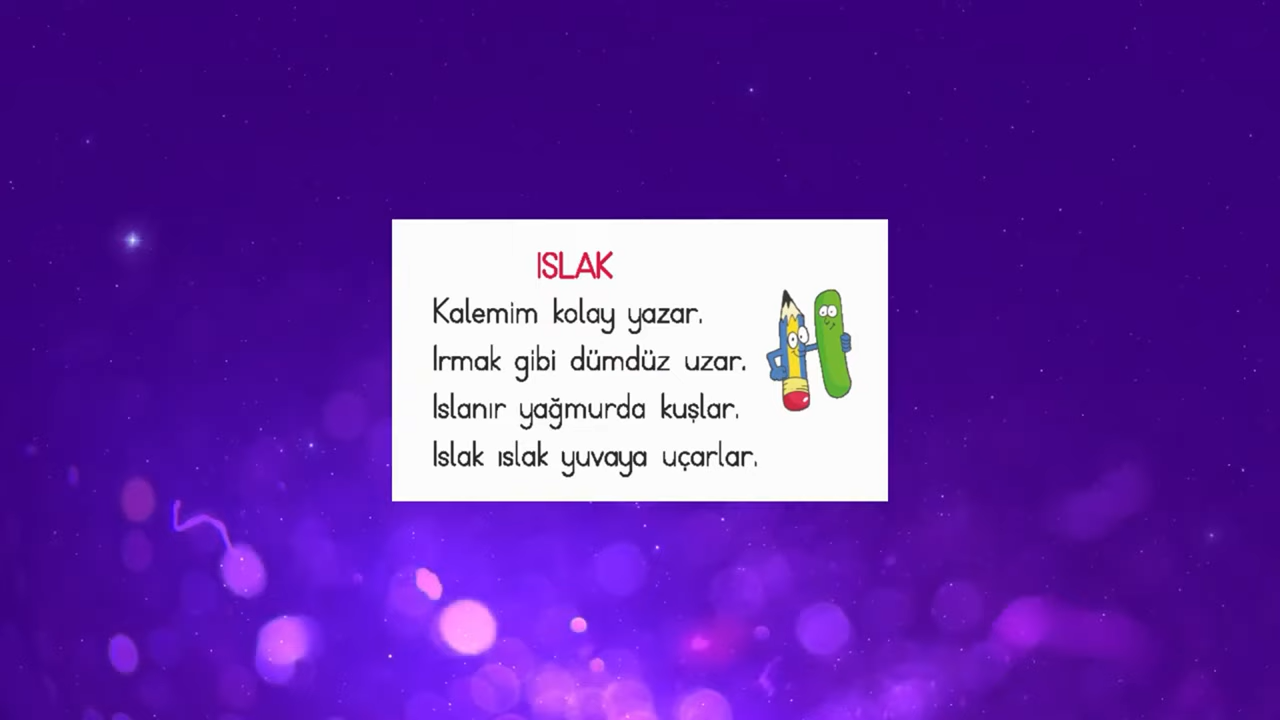 ISLAK
Kalemim kolay yazar.
Irmak gibi dümdüz uzar.
Islanır yağmurda kuşlar.
Islak ıslak yuvaya uçarlar.